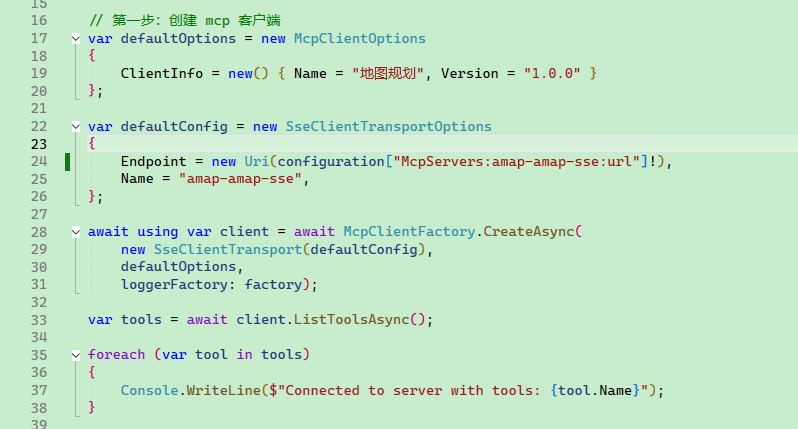 15
16 // 第一步：创建 mcp 客户端
17 var defaultOptions = new McpClientOptions
18 {
19 ClientInfo = new() { Name = "地图规划", Version = "1.0.0" }
20 };
21
22 var defaultConfig = new SseClientTransportOptions
23 {
24 Endpoint = new Uri(configuration["McpServers:amap-amap-sse:url"]!),
25 Name = "amap-amap-sse",
26 };
27
28 await using var client = await McpClientFactory.CreateAsync(
29 new SseClientTransport(defaultConfig),
30 defaultOptions,
31 loggerFactory: factory);
32
33 var tools = await client.ListToolsAsync();
34
35 foreach (var tool in tools)
36 {
37 Console.WriteLine($"Connected to server with tools: {tool.Name}");
38 }
39